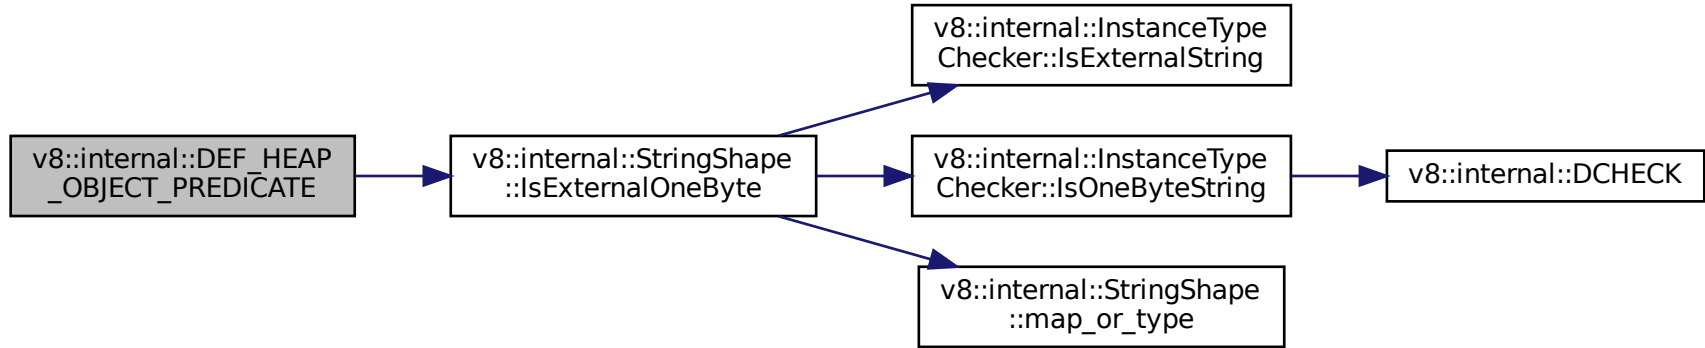 v8::internal::DEF_HEAP
_OBJECT_PREDICATE
v8::internal::StringShape
::IsExternalOneByte
v8::internal::InstanceType
Checker::IsExternalString
v8::internal::InstanceType
Checker::IsOneByteString
v8::internal::DCHECK
v8::internal::StringShape
::map_or_type